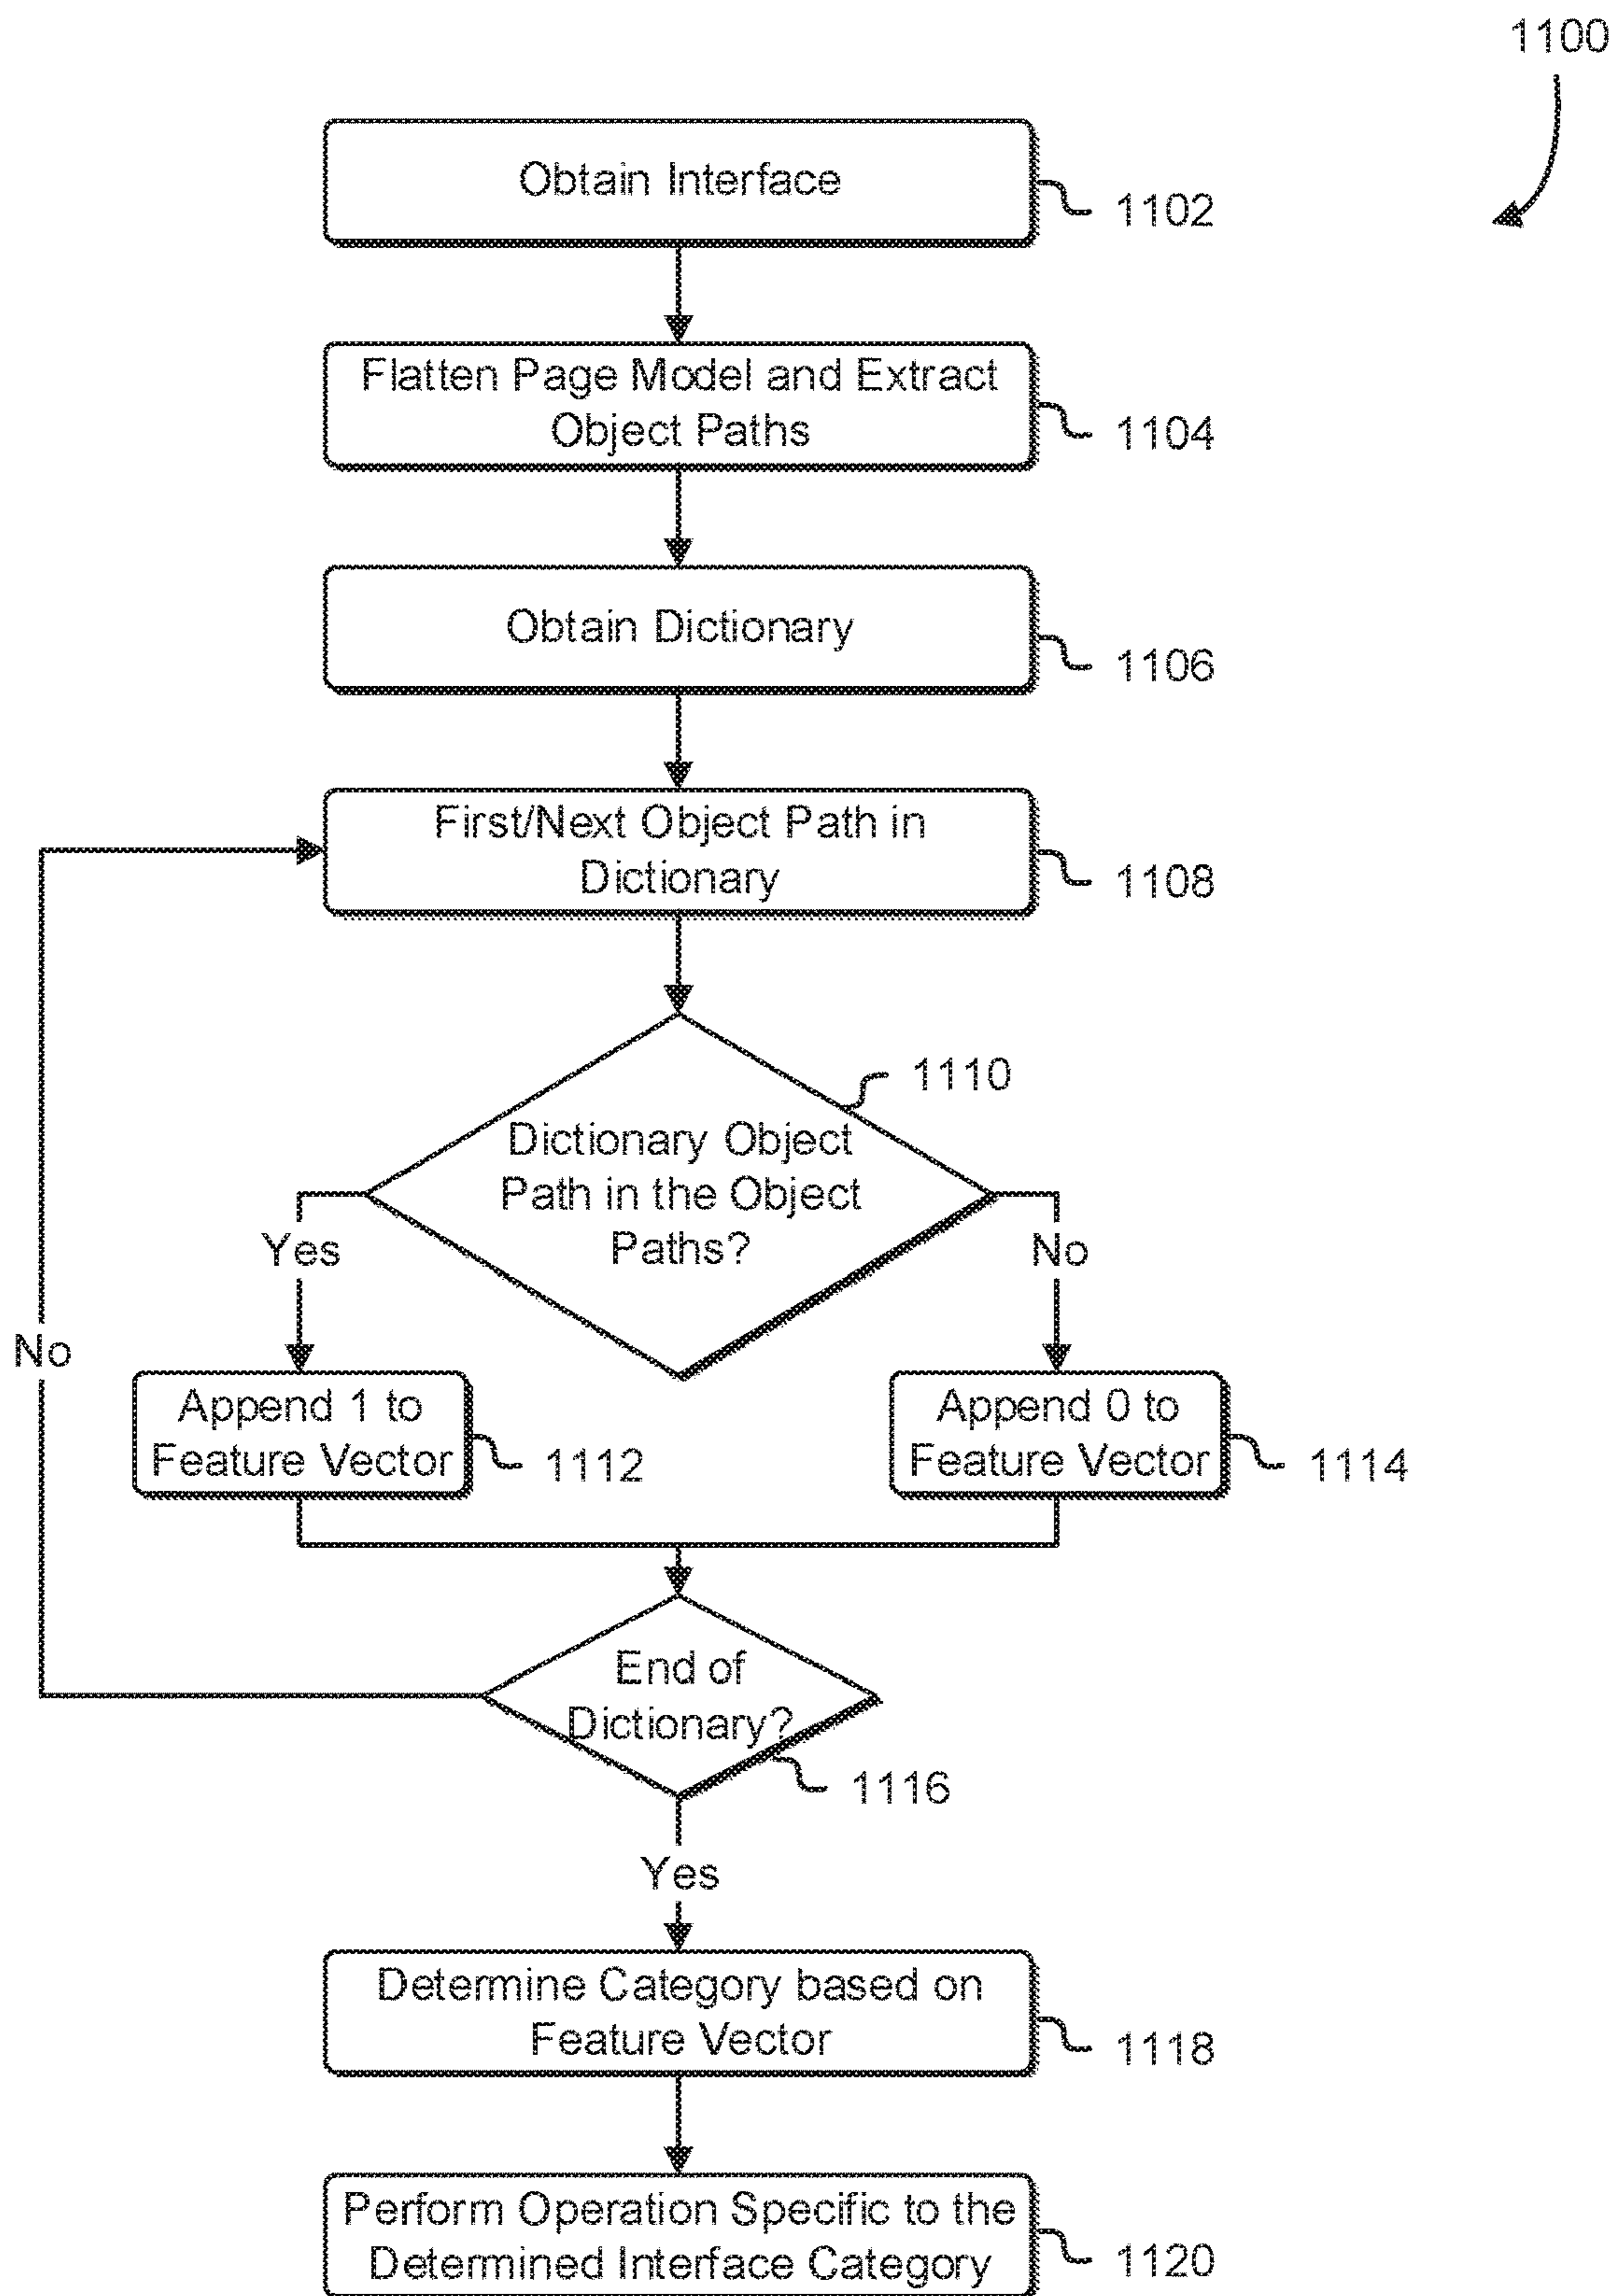 1100
Obtain Interface
1102
Flatten Page Model and Extract
Object Paths
1104
Obtain Dictionary
1106
First/Next Object Path in
Dictionary
1108
1110
Dictionary Object
Path in the Object
Paths?
Yes
No
No
Append 1 to
Feature Vector
1112
Append 0 to
Feature Vector
1114
End of
Dictionary?
1116
Yes
Determine Category based on
Feature Vector
1118
Perform Operation Specific to the
Determined Interface Category
1120